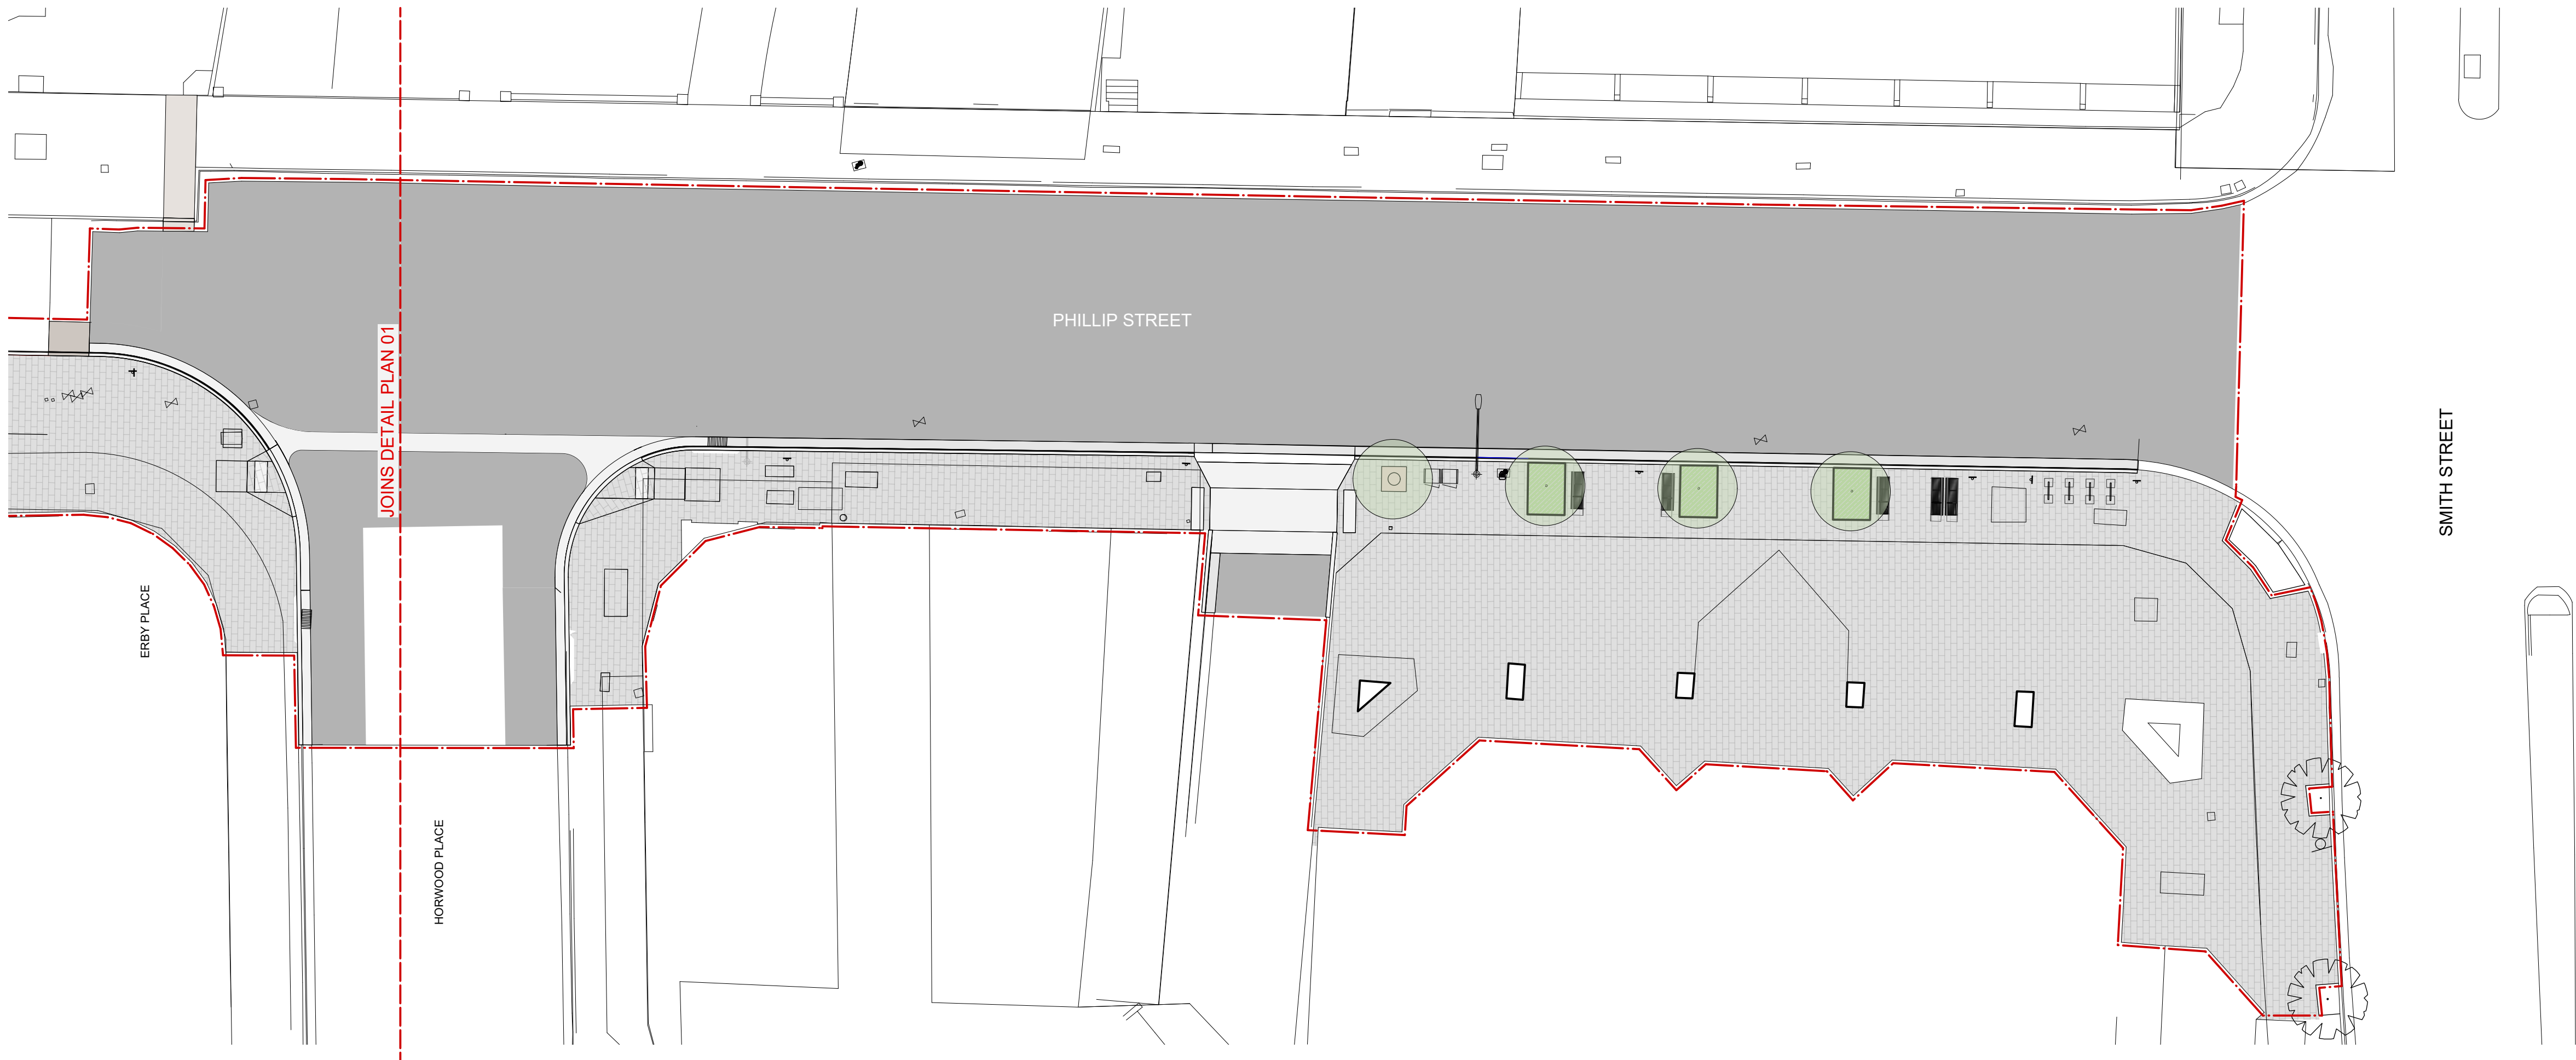 PHILLIP STREET
JOINS DETAIL PLAN 01
SMITH STREET
ERBY PLACE
HORWOOD PLACE